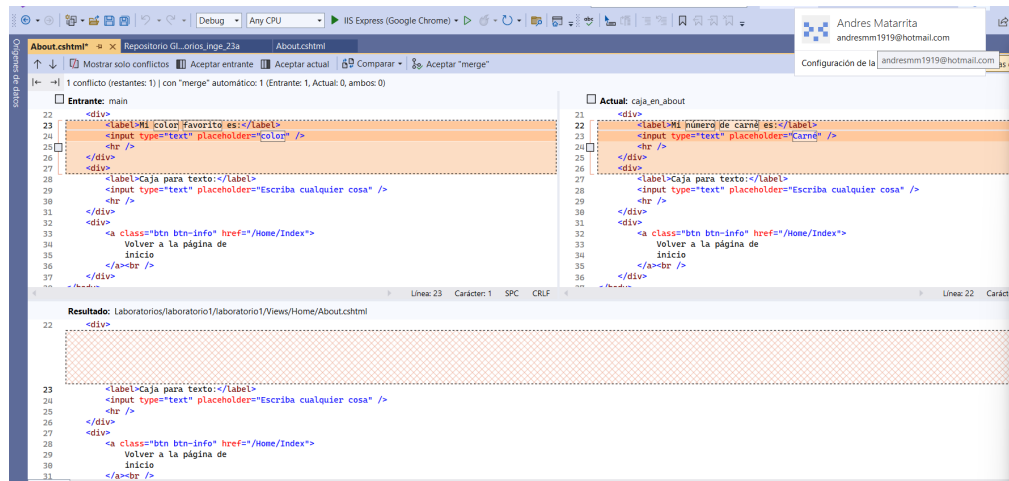 Debug Any CPU IIS Express (Google Chrome)
Andres Matarrita
andresmm1919@hotmail.com
Configuración de la andresmm1919@hotmail.com
Orígenes de datos
About.cshtml* Repositorio Gl...orios_inge_23a About.cshtml
Mostrar solo conflictos Aceptar entrante Aceptar actual Comparar Aceptar "merge"
1 conflicto (restantes: 1) | con "merge" automático: 1 (Entrante: 1, Actual: 0, ambos: 0)
Entrante: main
22 <div>
23 <label>Mi color favorito es:</label>
24 <input type="text" placeholder="color" />
25 <hr />
26 </div>
27 <div>
28 <label>Caja para texto:</label>
29 <input type="text" placeholder="Escriba cualquier cosa" />
30 <hr />
31 </div>
32 <div>
33 <a class="btn btn-info" href="/Home/Index">
34 Volver a la página de
35 inicio
36 </a><br />
37 </div>
Línea: 23 Carácter: 1 SPC CRLF
Actual: caja_en_about
21 <div>
22 <label>Mi número de carné es:</label>
23 <input type="text" placeholder="Carné" />
24 <hr />
25 </div>
26 <div>
27 <label>Caja para texto:</label>
28 <input type="text" placeholder="Escriba cualquier cosa" />
29 <hr />
30 </div>
31 <div>
32 <a class="btn btn-info" href="/Home/Index">
33 Volver a la página de
34 inicio
35 </a><br />
36 </div>
Línea: 22 Caráct
Resultado: Laboratorios/laboratorio1/laboratorio1/Views/Home/About.cshtml
22 <div>
23 <label>Caja para texto:</label>
24 <input type="text" placeholder="Escriba cualquier cosa" />
25 <hr />
26 </div>
27 <div>
28 <a class="btn btn-info" href="/Home/Index">
29 Volver a la página de
30 inicio
31 </a><br />